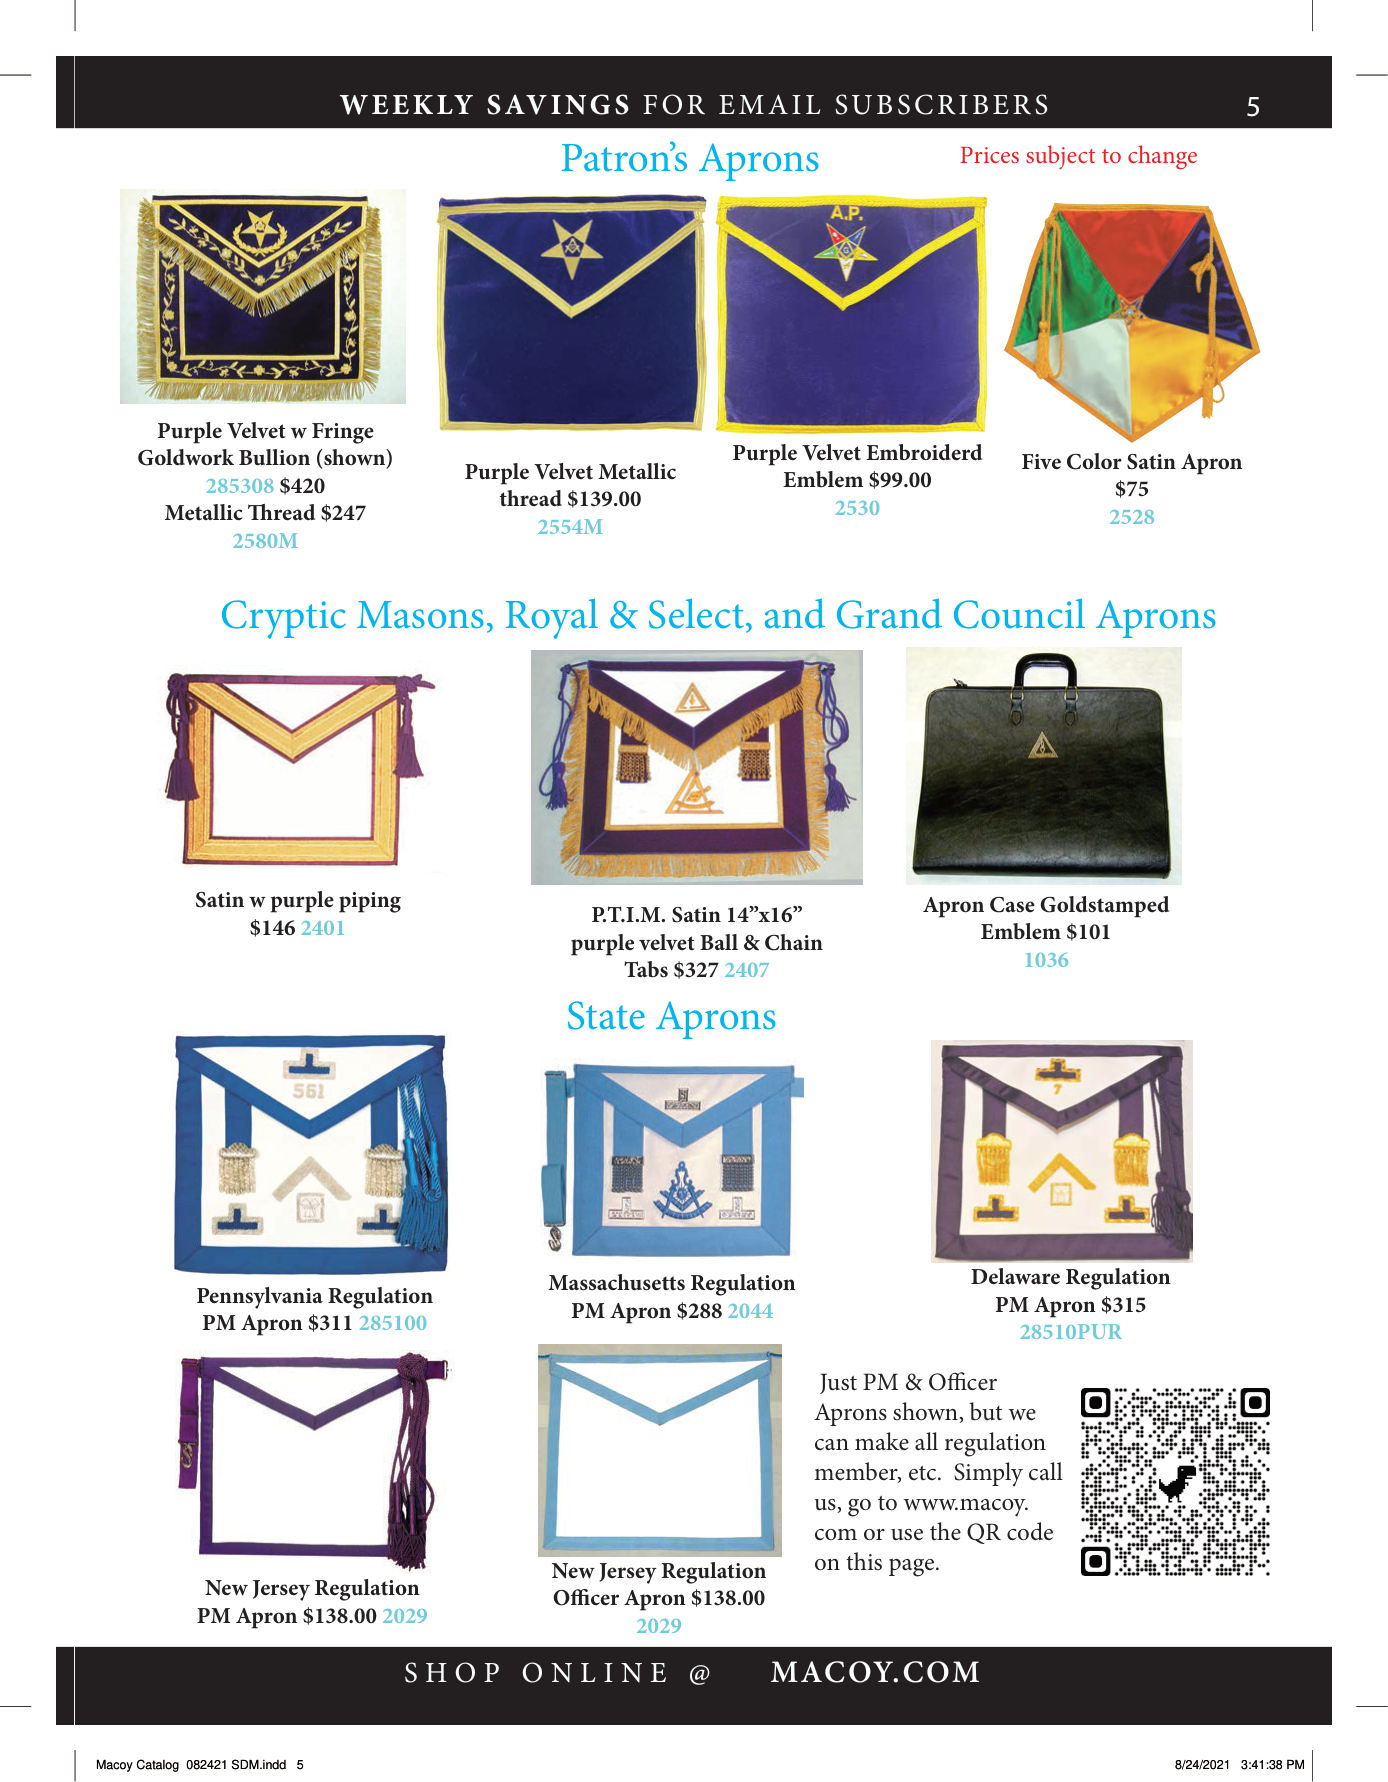 WEEKLY SAVINGS FOR EMAIL SUBSCRIBERS 5
Patron's Aprons
Prices subject to change
A.P.
Purple Velvet w Fringe
Goldwork Bullion (shown)
285308 $420
Metallic Thread $247
2580M
Purple Velvet Metallic
thread $139.00
2554M
Purple Velvet Embroiderd
Emblem $99.00
2530
Five Color Satin Apron
$75
2528
Cryptic Masons, Royal & Select, and Grand Council Aprons
Satin w purple piping
$146 2401
P.T.I.M. Satin 14”x16”
purple velvet Ball & Chain
Tabs $327 2407
Apron Case Goldstamped
Emblem $101
1036
State Aprons
561
7
Pennsylvania Regulation
PM Apron $311 285100
Massachusetts Regulation
PM Apron $288 2044
Delaware Regulation
PM Apron $315
28510PUR
New Jersey Regulation
PM Apron $138.00 2029
New Jersey Regulation
Officer Apron $138.00
2029
Just PM & Officer
Aprons shown, but we
can make all regulation
member, etc.  Simply call
us, go to www.macoy.
com or use the QR code
on this page.
SHOP ONLINE @ MACOY.COM
Macoy Catalog  082421 SDM.indd   5
8/24/2021   3:41:38 PM